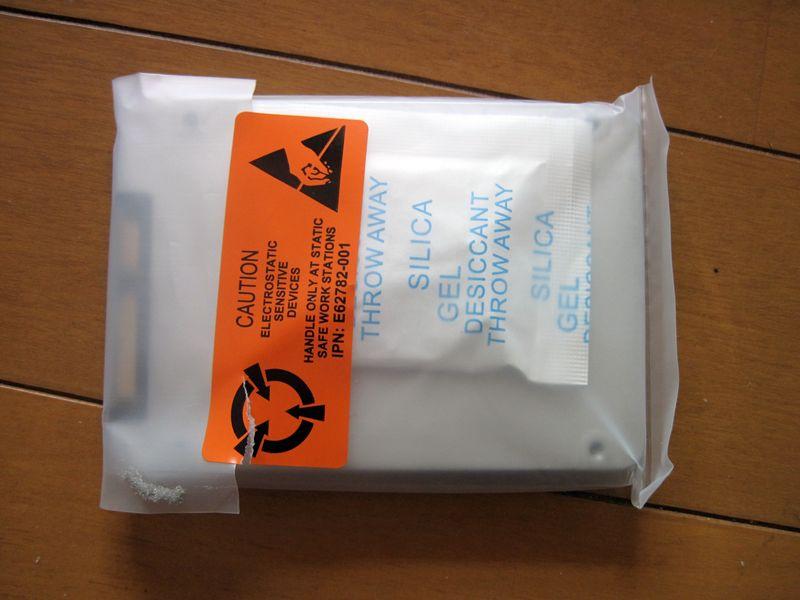 CAUTION
ELECTROSTATIC
SENSITIVE
DEVICES
HANDLE ONLY AT STATIC
SAFE WORK STATIONS
IPN: E62782-001
THROW AWAY
SILICA
GEL
DESICCANT
THROW AWAY
SILICA
GEL
DESICCANT